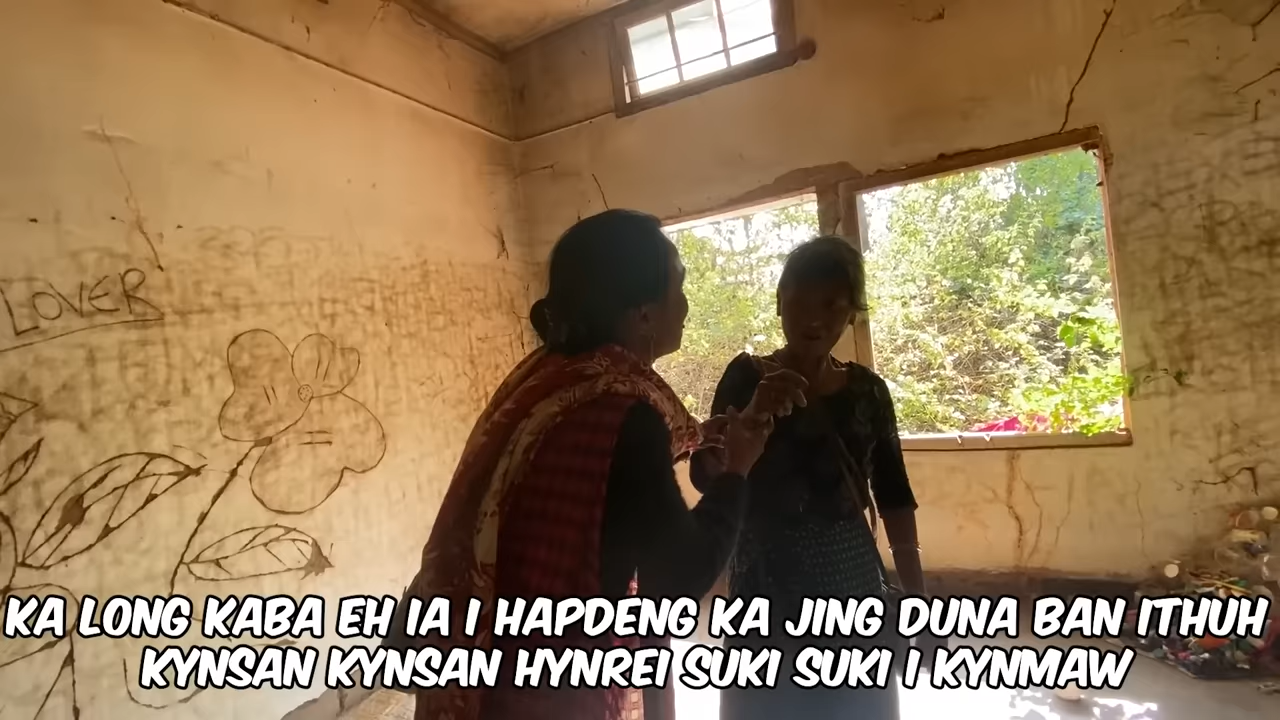 LOVER
KA LONG KABA EH IA I HAPDENG KA JING DUNA BAN ITHUH
KYNSAN KYNSAN HYNREI SUKI SUKI I KYNMAW